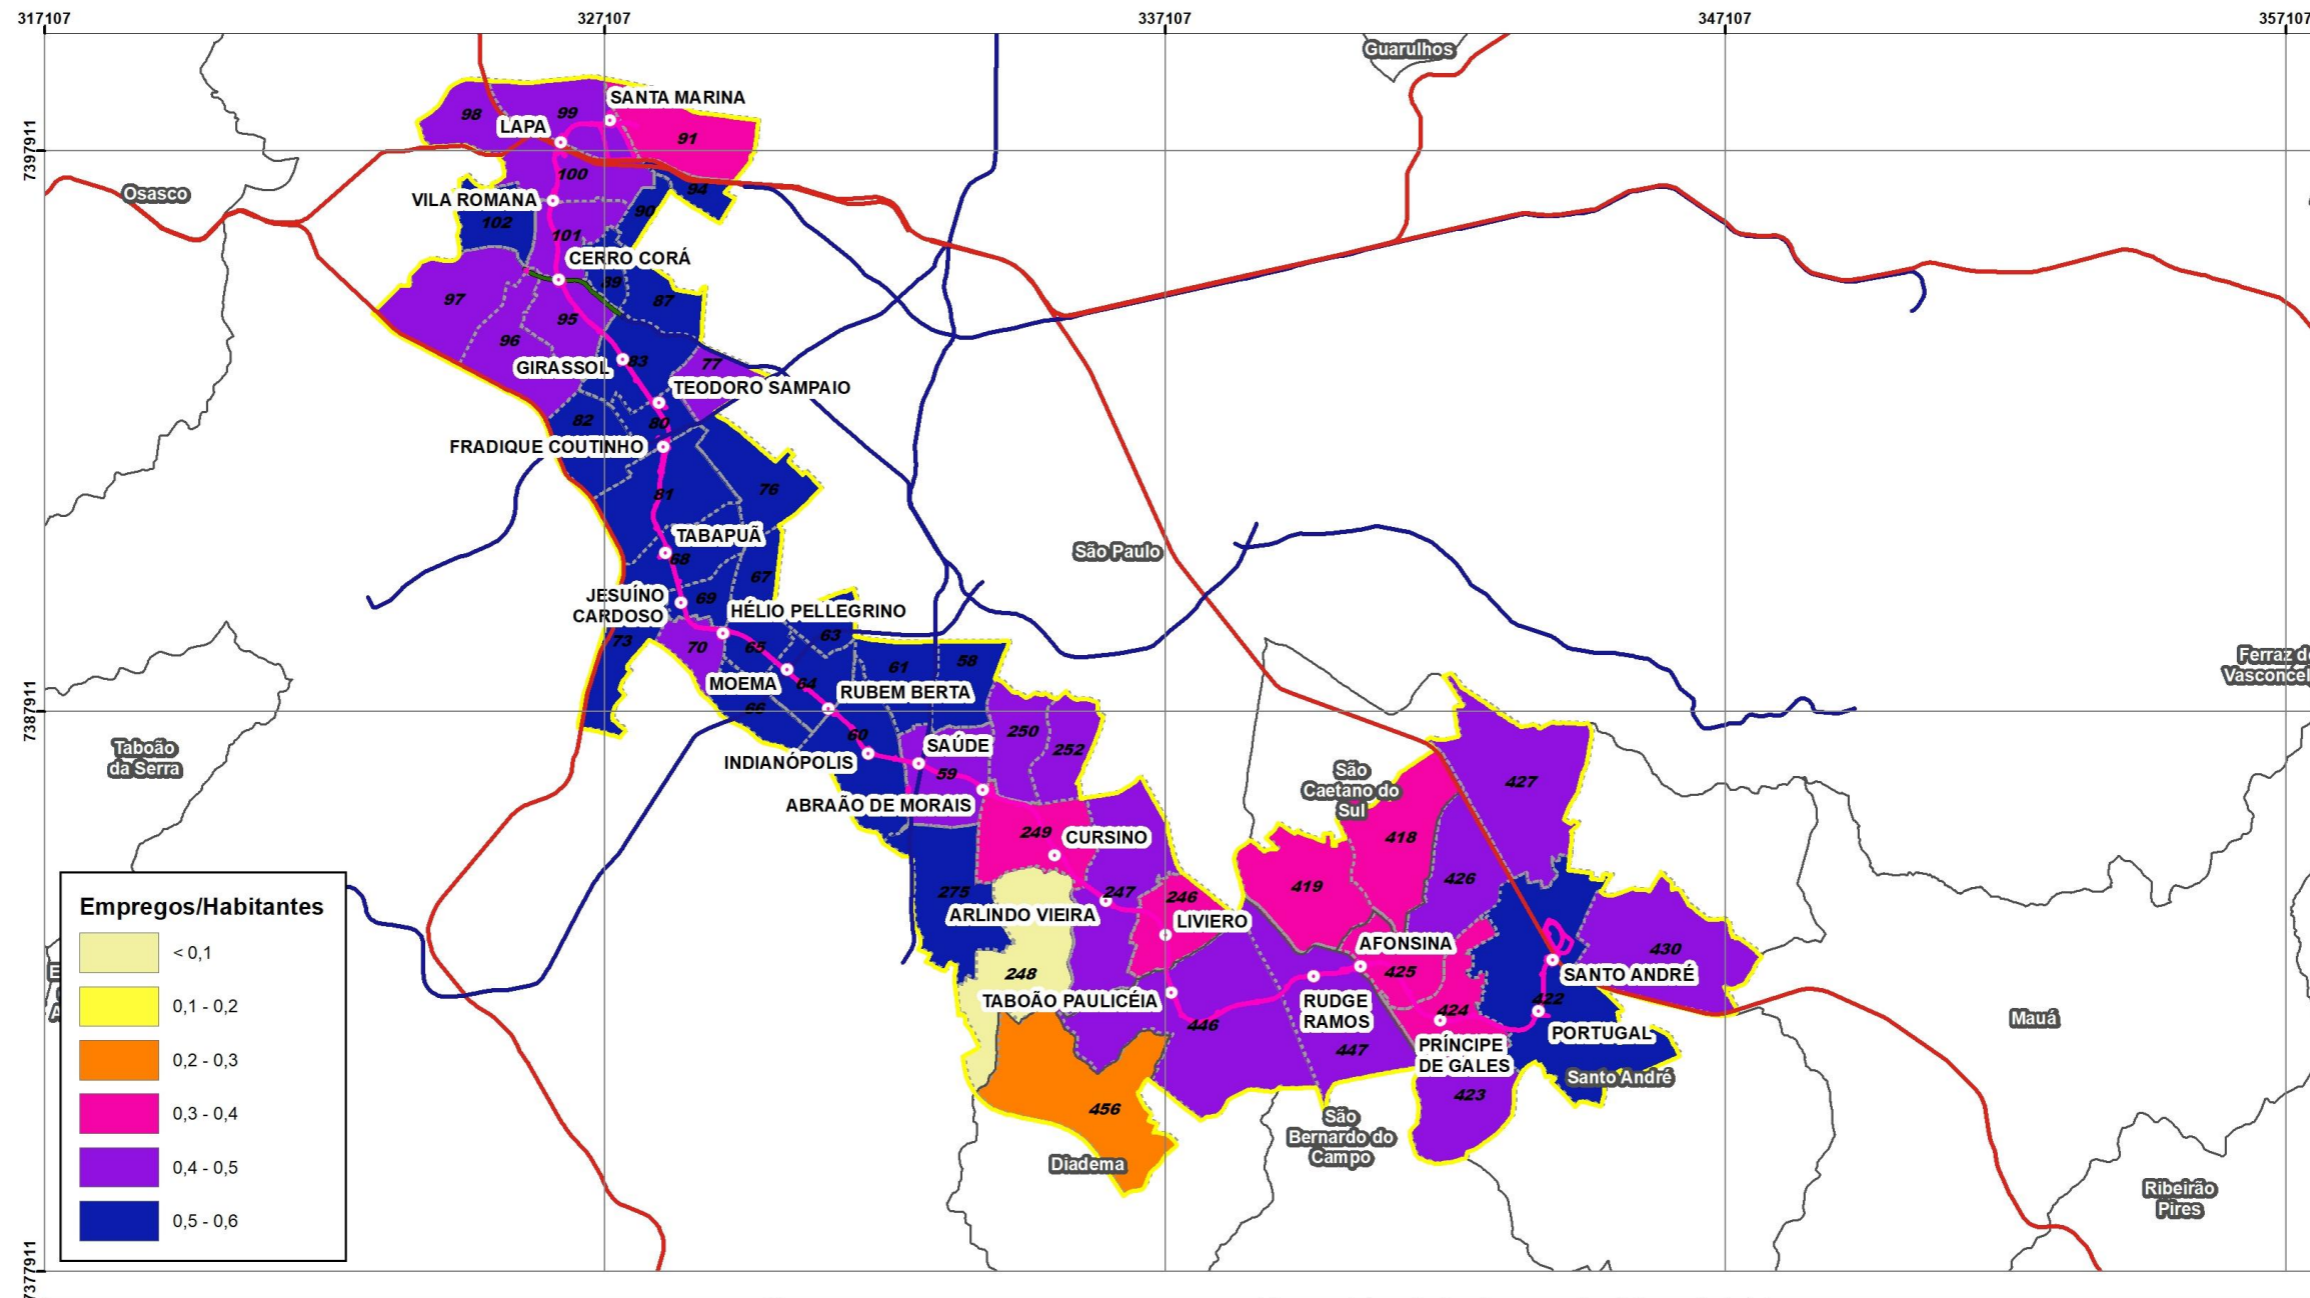 317107
327107
337107
347107
357107
7397911
7387911
7377911
Guarulhos
Osasco
São Paulo
Taboão
da Serra
São
Caetano do
Sul
Ferraz de
Mauá
Santo André
São
Bernardo do
Campo
Diadema
Ribeirão
Pires
SANTA MARINA
98
99
LAPA
91
100
94
VILA ROMANA
90
102
101
CERRO CORÁ
89
87
97
95
96
GIRASSOL
83
77
TEODORO SAMPAIO
82
80
FRADIQUE COUTINHO
81
76
TABAPUÃ
68
67
JESUÍNO
CARDOSO
69
HÉLIO PELLEGRINO
73
70
65
63
61
58
MOEMA
64
RUBEM BERTA
66
60
INDIANÓPOLIS
SAÚDE
250
252
59
ABRAÃO DE MORAIS
249
CURSINO
427
418
419
426
275
247
246
ARLINDO VIEIRA
LIVIERO
AFONSINA
430
248
425
SANTO ANDRÉ
TABOÃO PAULICÉIA
422
RUDGE
RAMOS
424
446
PORTUGAL
447
PRÍNCIPE
DE GALES
423
456
Empregos/Habitantes
< 0,1
0,1 - 0,2
0,2 - 0,3
0,3 - 0,4
0,4 - 0,5
0,5 - 0,6